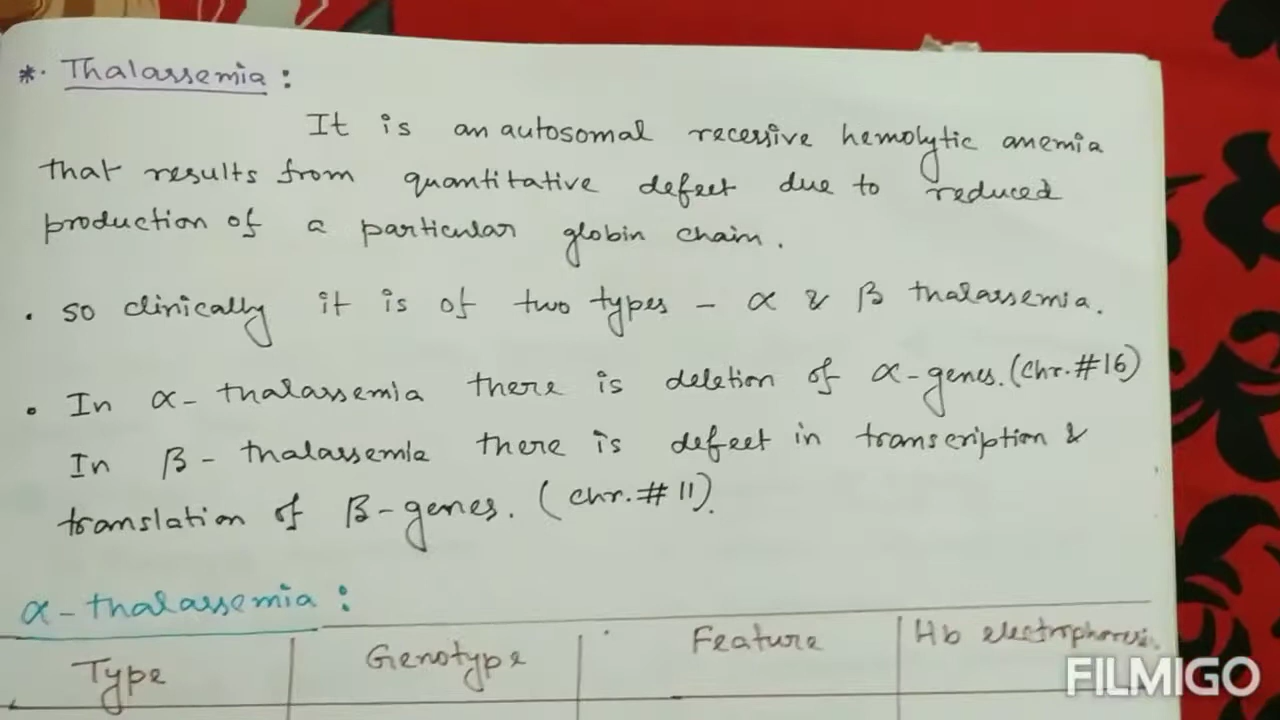 *. Thalassemia :
It is an autosomal recessive hemolytic anemia
that results from quantitative defect due to reduced
production of a particular globin chain.
. so clinically it is of two types - α & β thalassemia.
. In α- thalassemia there is deletion of α-genes. (chr.#16)
In β- thalassemia there is defect in transcription &
translation of β-genes. (chr.# 11).
α- thalassemia :
Type Genotype Feature Hb electrophoresis.
FILMIGO